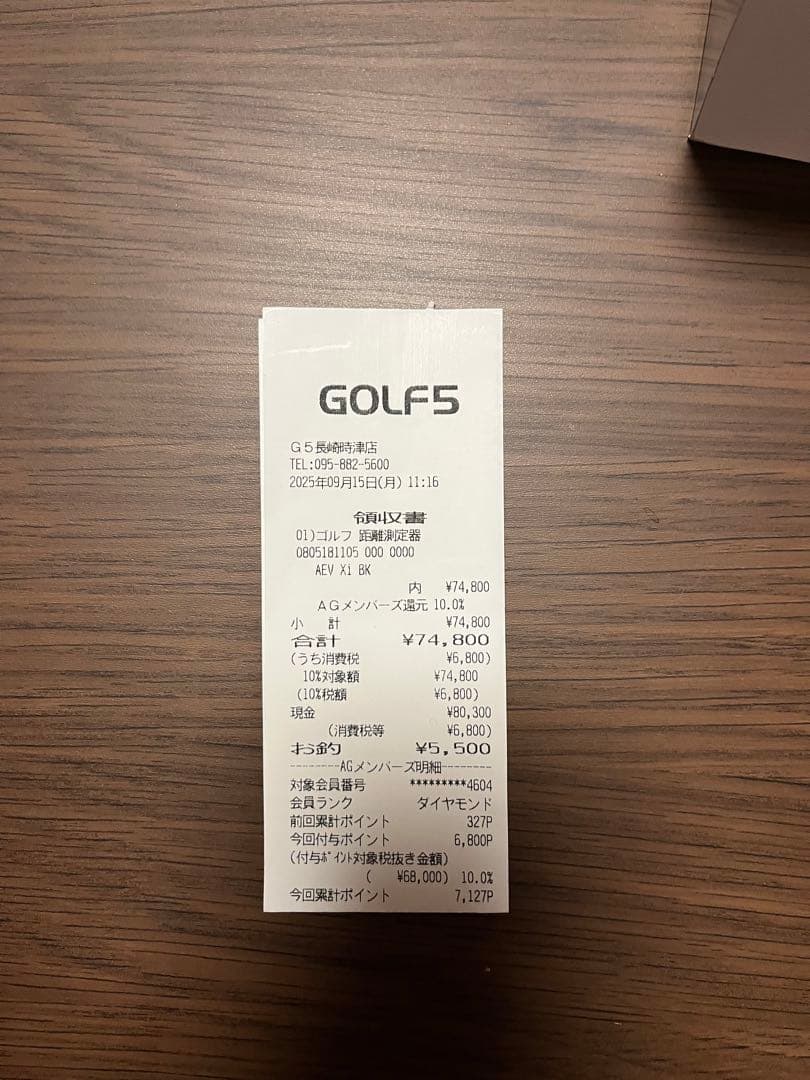 GOLF5
G5長崎時津店
TEL:095-882-5600
2025年09月15日(月) 11:16
領収書
01)ゴルフ 距離測定器
0805181105 000 0000
AEV Xi BK
内 ¥74,800
AGメンバーズ還元 10.0%
小 計 ¥74,800
合計 ¥74,800
(うち消費税 ¥6,800)
10%対象額 ¥74,800
(10%税額 ¥6,800)
現金 ¥80,300
(消費税等 ¥6,800)
お釣 ¥5,500
---------AGメンバーズ明細--------
対象会員番号 *********4604
会員ランク ダイヤモンド
前回累計ポイント 327P
今回付与ポイント 6,800P
(付与ポイント対象税抜き金額)
( ¥68,000) 10.0%
今回累計ポイント 7,127P